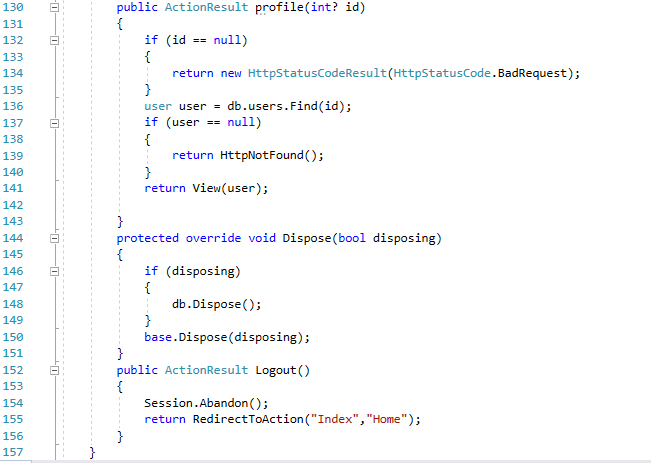 130 public ActionResult profile(int? id)
131 {
132 if (id == null)
133 {
134 return new HttpStatusCodeResult(HttpStatusCode.BadRequest);
135 }
136 user user = db.users.Find(id);
137 if (user == null)
138 {
139 return HttpNotFound();
140 }
141 return View(user);
142
143 }
144 protected override void Dispose(bool disposing)
145 {
146 if (disposing)
147 {
148 db.Dispose();
149 }
150 base.Dispose(disposing);
151 }
152 public ActionResult Logout()
153 {
154 Session.Abandon();
155 return RedirectToAction("Index","Home");
156 }
157 }